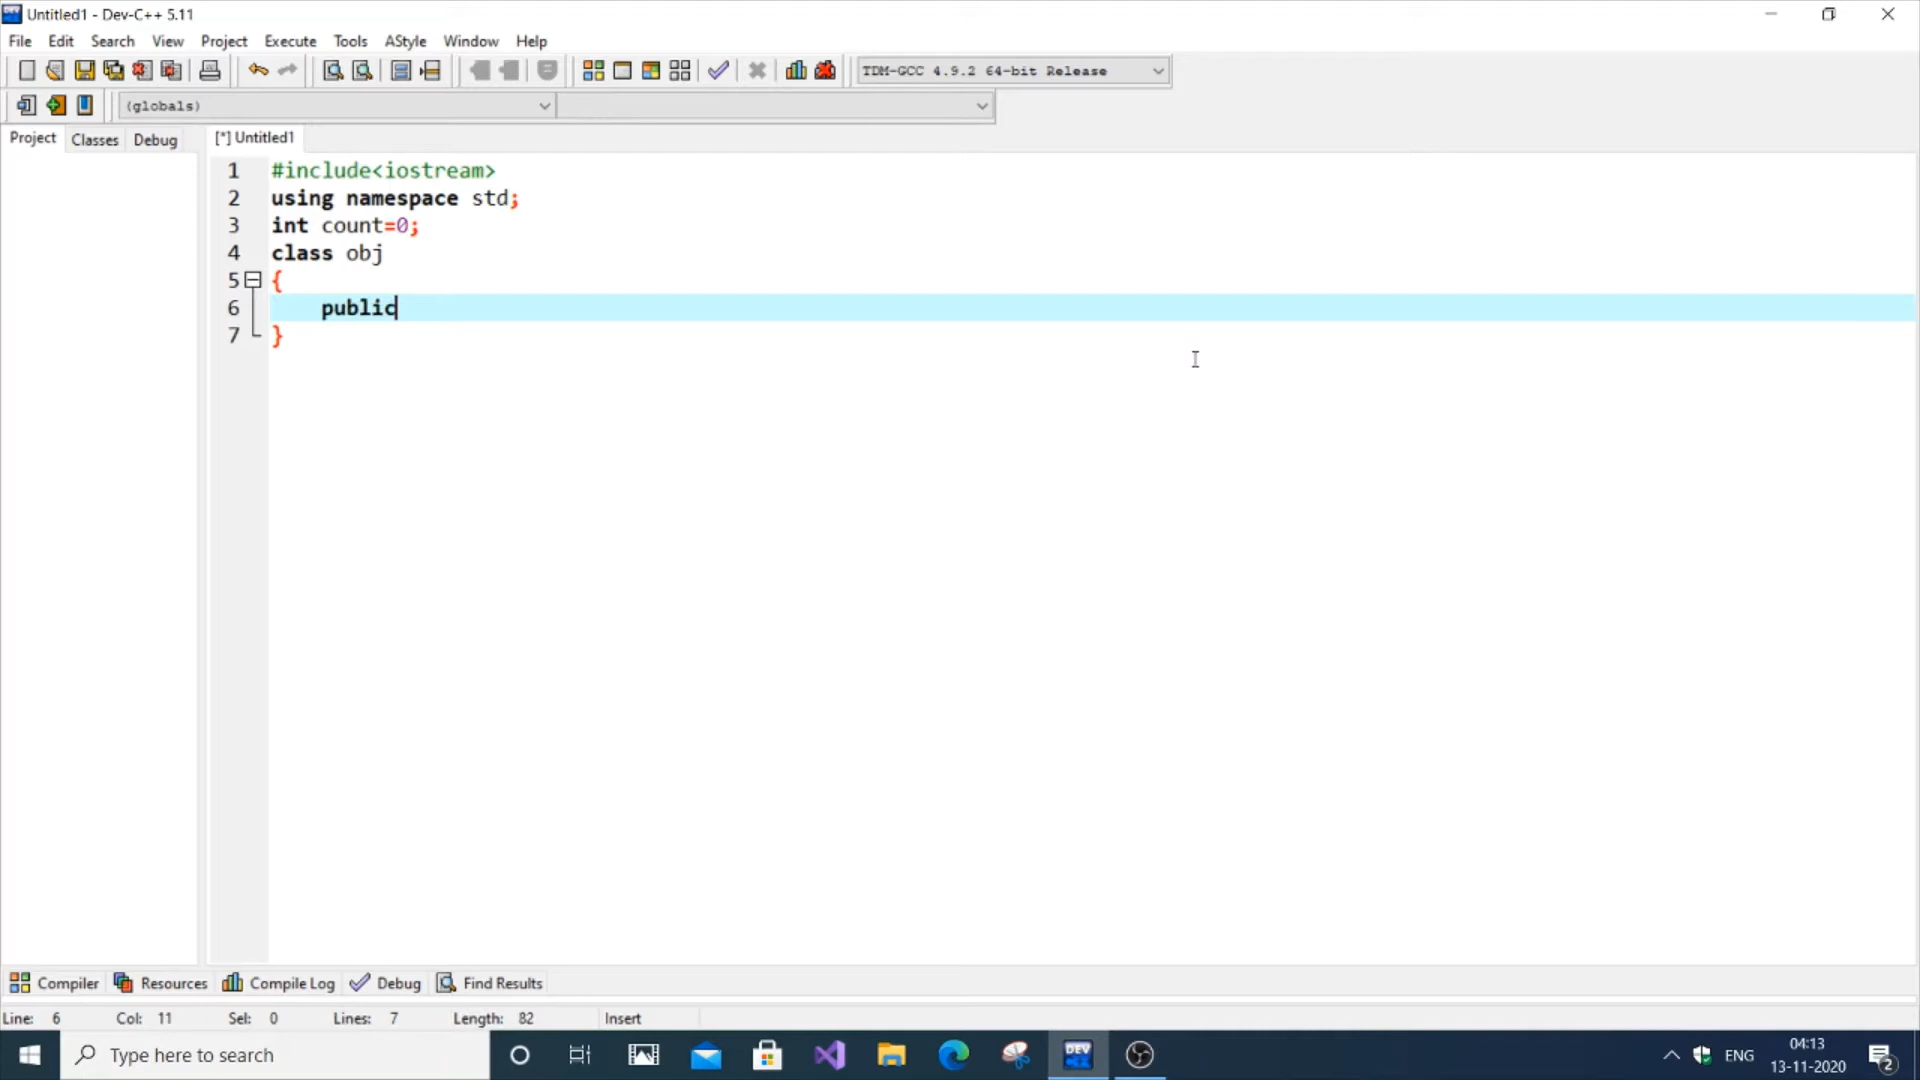 Untitled1 - Dev-C++ 5.11
File Edit Search View Project Execute Tools AStyle Window Help
TDM-GCC 4.9.2 64-bit Release
(globals)
Project Classes Debug [*] Untitled1
1 #include<iostream>
2 using namespace std;
3 int count=0;
4 class obj
5 {
6 public
7 }
Compiler Resources Compile Log Debug Find Results
Line: 6 Col: 11 Sel: 0 Lines: 7 Length: 82 Insert
Type here to search
DEV
ENG
04:13
13-11-2020
2